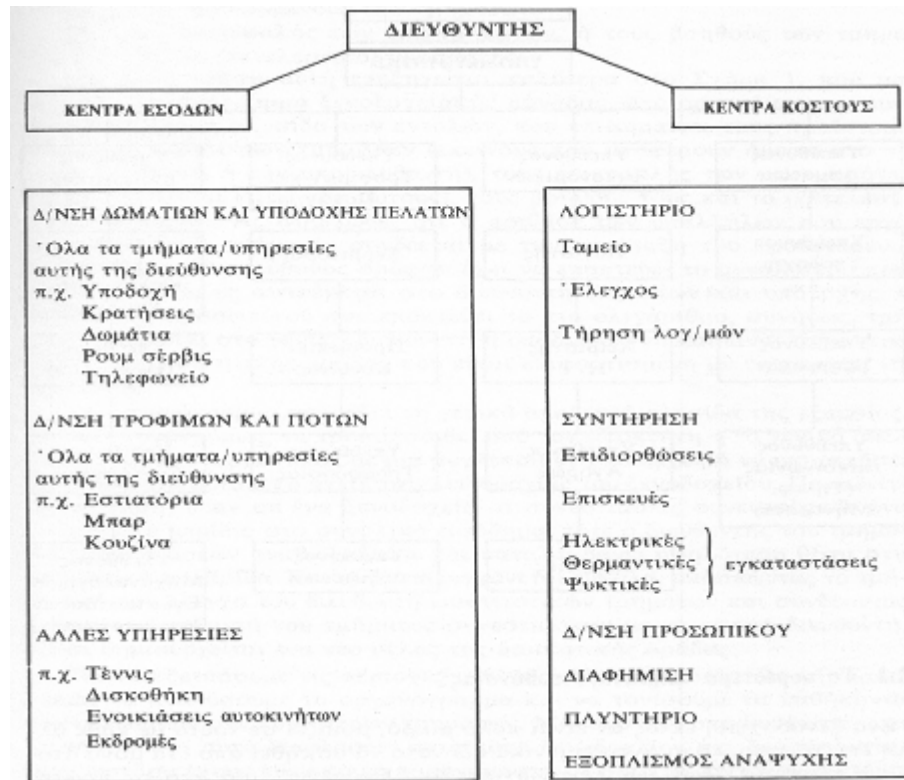 ΔΙΕΥΘΥΝΤΗΣ
ΚΕΝΤΡΑ ΕΣΟΔΩΝ
ΚΕΝΤΡΑ ΚΟΣΤΟΥΣ
Δ/ΝΣΗ ΔΩΜΑΤΙΩΝ ΚΑΙ ΥΠΟΔΟΧΗΣ ΠΕΛΑΤΩΝ
Όλα τα τμήματα/υπηρεσίες
αυτής της διεύθυνσης
π.χ. Υποδοχή
Κρατήσεις
Δωμάτια
Ρουμ σέρβις
Τηλεφωνείο
Δ/ΝΣΗ ΤΡΟΦΙΜΩΝ ΚΑΙ ΠΟΤΩΝ
Όλα τα τμήματα/υπηρεσίες
αυτής της διεύθυνσης
π.χ. Εστιατόρια
Μπαρ
Κουζίνα
ΑΛΛΕΣ ΥΠΗΡΕΣΙΕΣ
π.χ. Τέννις
Δισκοθήκη
Ενοικιάσεις αυτοκινήτων
Εκδρομές
ΛΟΓΙΣΤΗΡΙΟ
Ταμείο
Έλεγχος
Τήρηση λογ/μών
ΣΥΝΤΗΡΗΣΗ
Επιδιορθώσεις
Επισκευές
Ηλεκτρικές
Θερμαντικές εγκαταστάσεις
Ψυκτικές
Δ/ΝΣΗ ΠΡΟΣΩΠΙΚΟΥ
ΔΙΑΦΗΜΙΣΗ
ΠΛΥΝΤΗΡΙΟ
ΕΞΟΠΛΙΣΜΟΣ ΑΝΑΨΥΧΗΣ